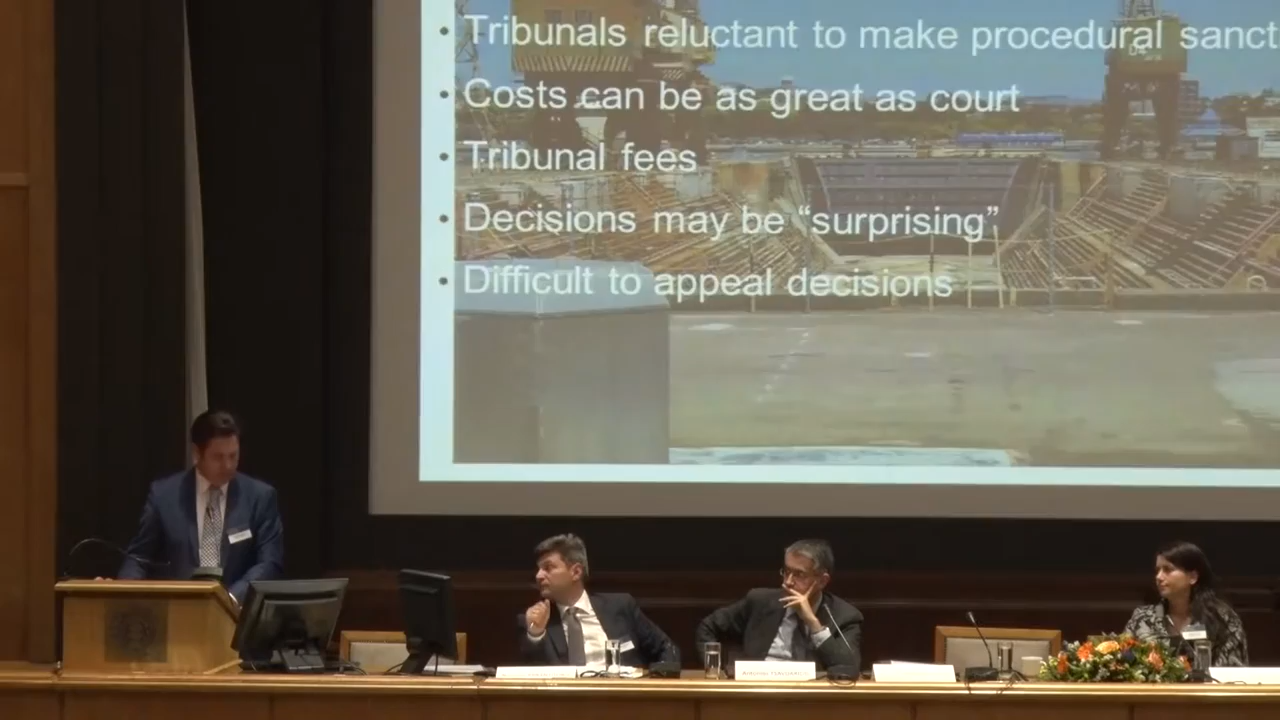 • Tribunals reluctant to make procedural sanct
• Costs can be as great as court
• Tribunal fees
• Decisions may be “surprising”
• Difficult to appeal decisions